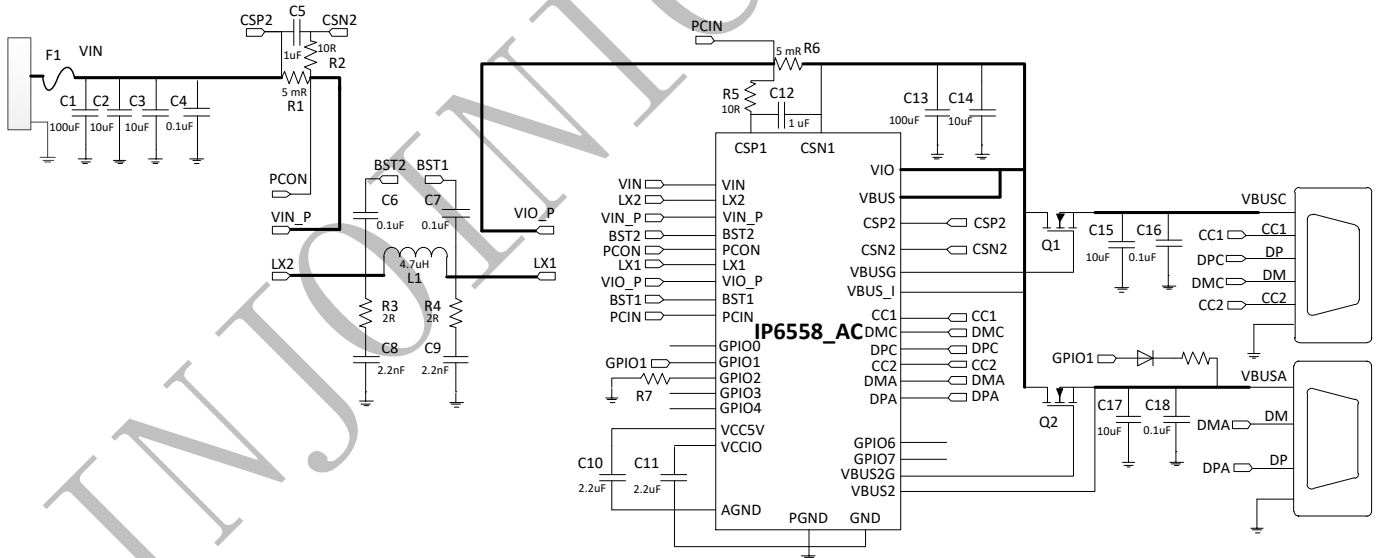 CSP2
C5
CSN2
F1
VIN
1uF
10R
R2
5 mR
R1
C1
C2
C3
C4
100uF
10uF
10uF
0.1uF
PCON
VIN_P
BST2
BST1
C6
C7
0.1uF
0.1uF
VIO_P
LX2
4.7uH
L1
LX1
R3
2R
R4
2R
C8
C9
2.2nF
2.2nF
PCIN
5 mR
R6
R5
10R
C12
1 uF
C13
C14
100uF
10uF
CSP1
CSN1
VIN
LX2
VIN_P
BST2
PCON
LX1
VIO_P
BST1
PCIN
VIN
LX2
VIN_P
BST2
PCON
LX1
VIO_P
BST1
PCIN
GPIO0
GPIO1
GPIO1
GPIO2
R7
GPIO3
GPIO4
VCC5V
VCCIO
C10
C11
2.2uF
2.2uF
AGND
PGND
GND
IP6558_AC
VIO
VBUS
CSP2
CSN2
VBUSG
VBUS_I
CC1
DMC
DPC
CC2
DMA
DPA
GPIO6
GPIO7
VBUS2G
VBUS2
CSP2
CSN2
CC1
DMC
DPC
CC2
DMA
DPA
Q1
C15
C16
10uF
0.1uF
VBUSC
CC1
CC1
DPC
DP
DMC
DM
CC2
CC2
GPIO1
VBUSA
Q2
C17
C18
10uF
0.1uF
DMA
DM
DPA
DP
INJOINIC